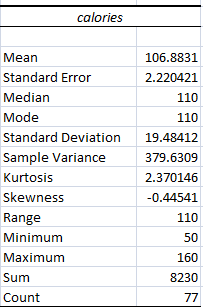 calories
Mean 106.8831
Standard Error 2.220421
Median 110
Mode 110
Standard Deviation 19.48412
Sample Variance 379.6309
Kurtosis 2.370146
Skewness -0.44541
Range 110
Minimum 50
Maximum 160
Sum 8230
Count 77